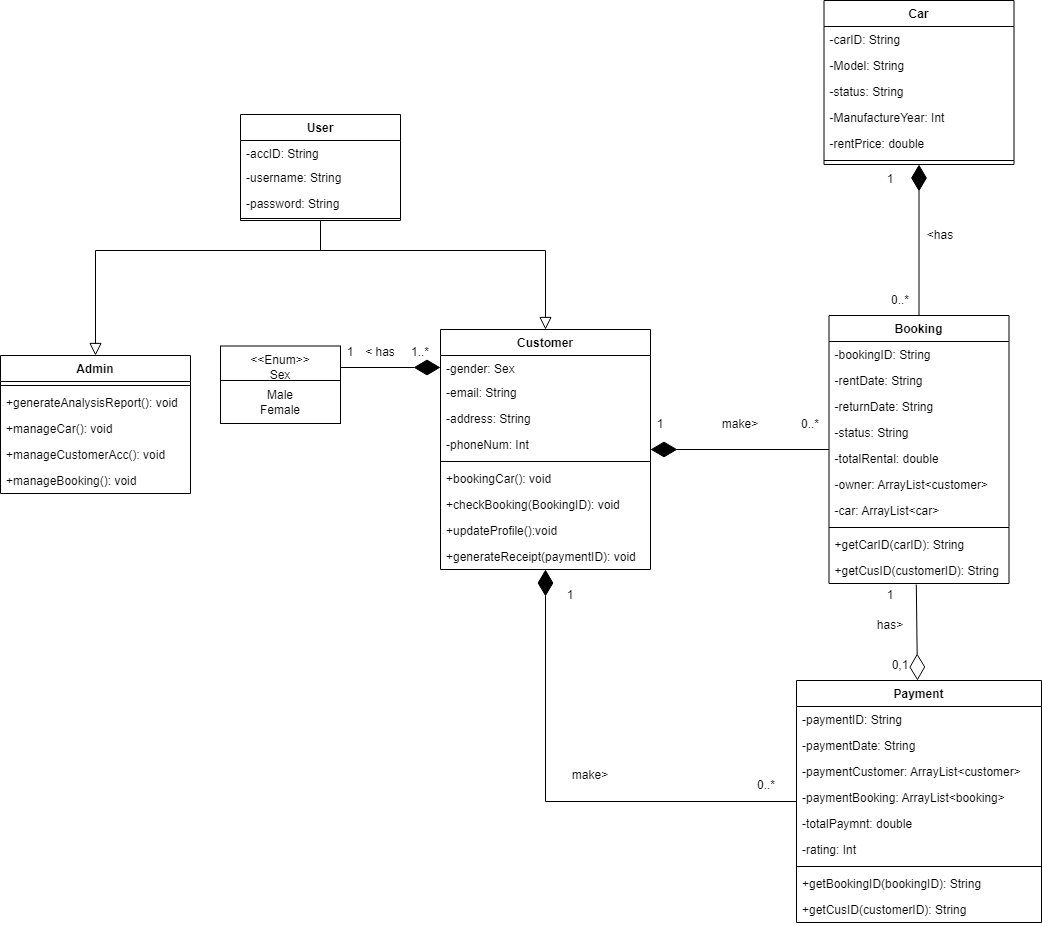 Car
-carID: String
-Model: String
-status: String
-ManufactureYear: Int
-rentPrice: double
1
<has
0..*
User
-accID: String
-username: String
-password: String
Admin
+generateAnalysisReport(): void
+manageCar(): void
+manageCustomerAcc(): void
+manageBooking(): void
<<Enum>>
Sex
Male
Female
1 < has 1..*
Customer
-gender: Sex
-email: String
-address: String
-phoneNum: Int
+bookingCar(): void
+checkBooking(BookingID): void
+updateProfile():void
+generateReceipt(paymentID): void
1 make> 0..*
Booking
-bookingID: String
-rentDate: String
-returnDate: String
-status: String
-totalRental: double
-owner: ArrayList<customer>
-car: ArrayList<car>
+getCarID(carID): String
+getCusID(customerID): String
1
has>
0,1
1
make>
0..*
Payment
-paymentID: String
-paymentDate: String
-paymentCustomer: ArrayList<customer>
-paymentBooking: ArrayList<booking>
-totalPaymnt: double
-rating: Int
+getBookingID(bookingID): String
+getCusID(customerID): String